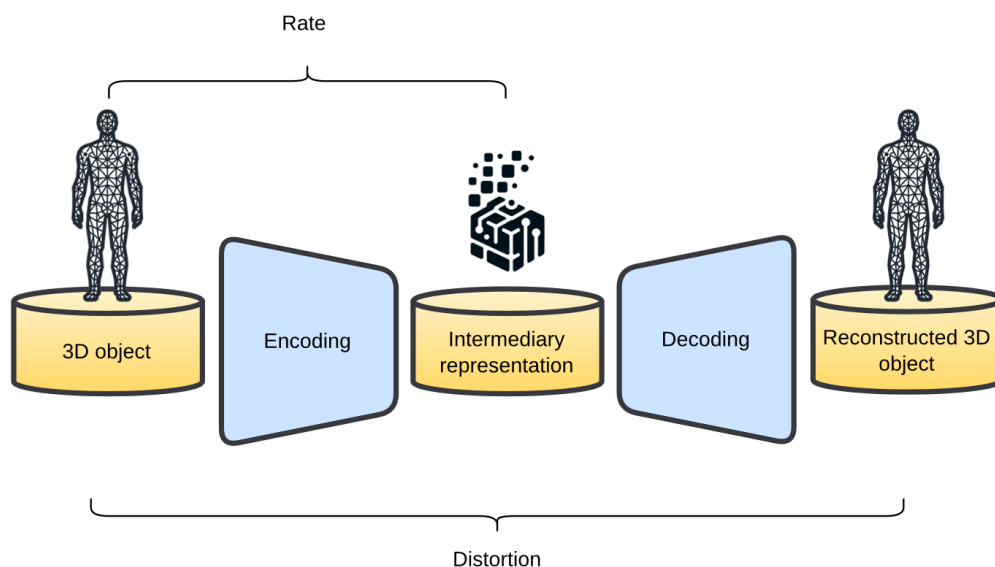 Rate
3D object
Encoding
Intermediary
representation
Decoding
Reconstructed 3D
object
Distortion